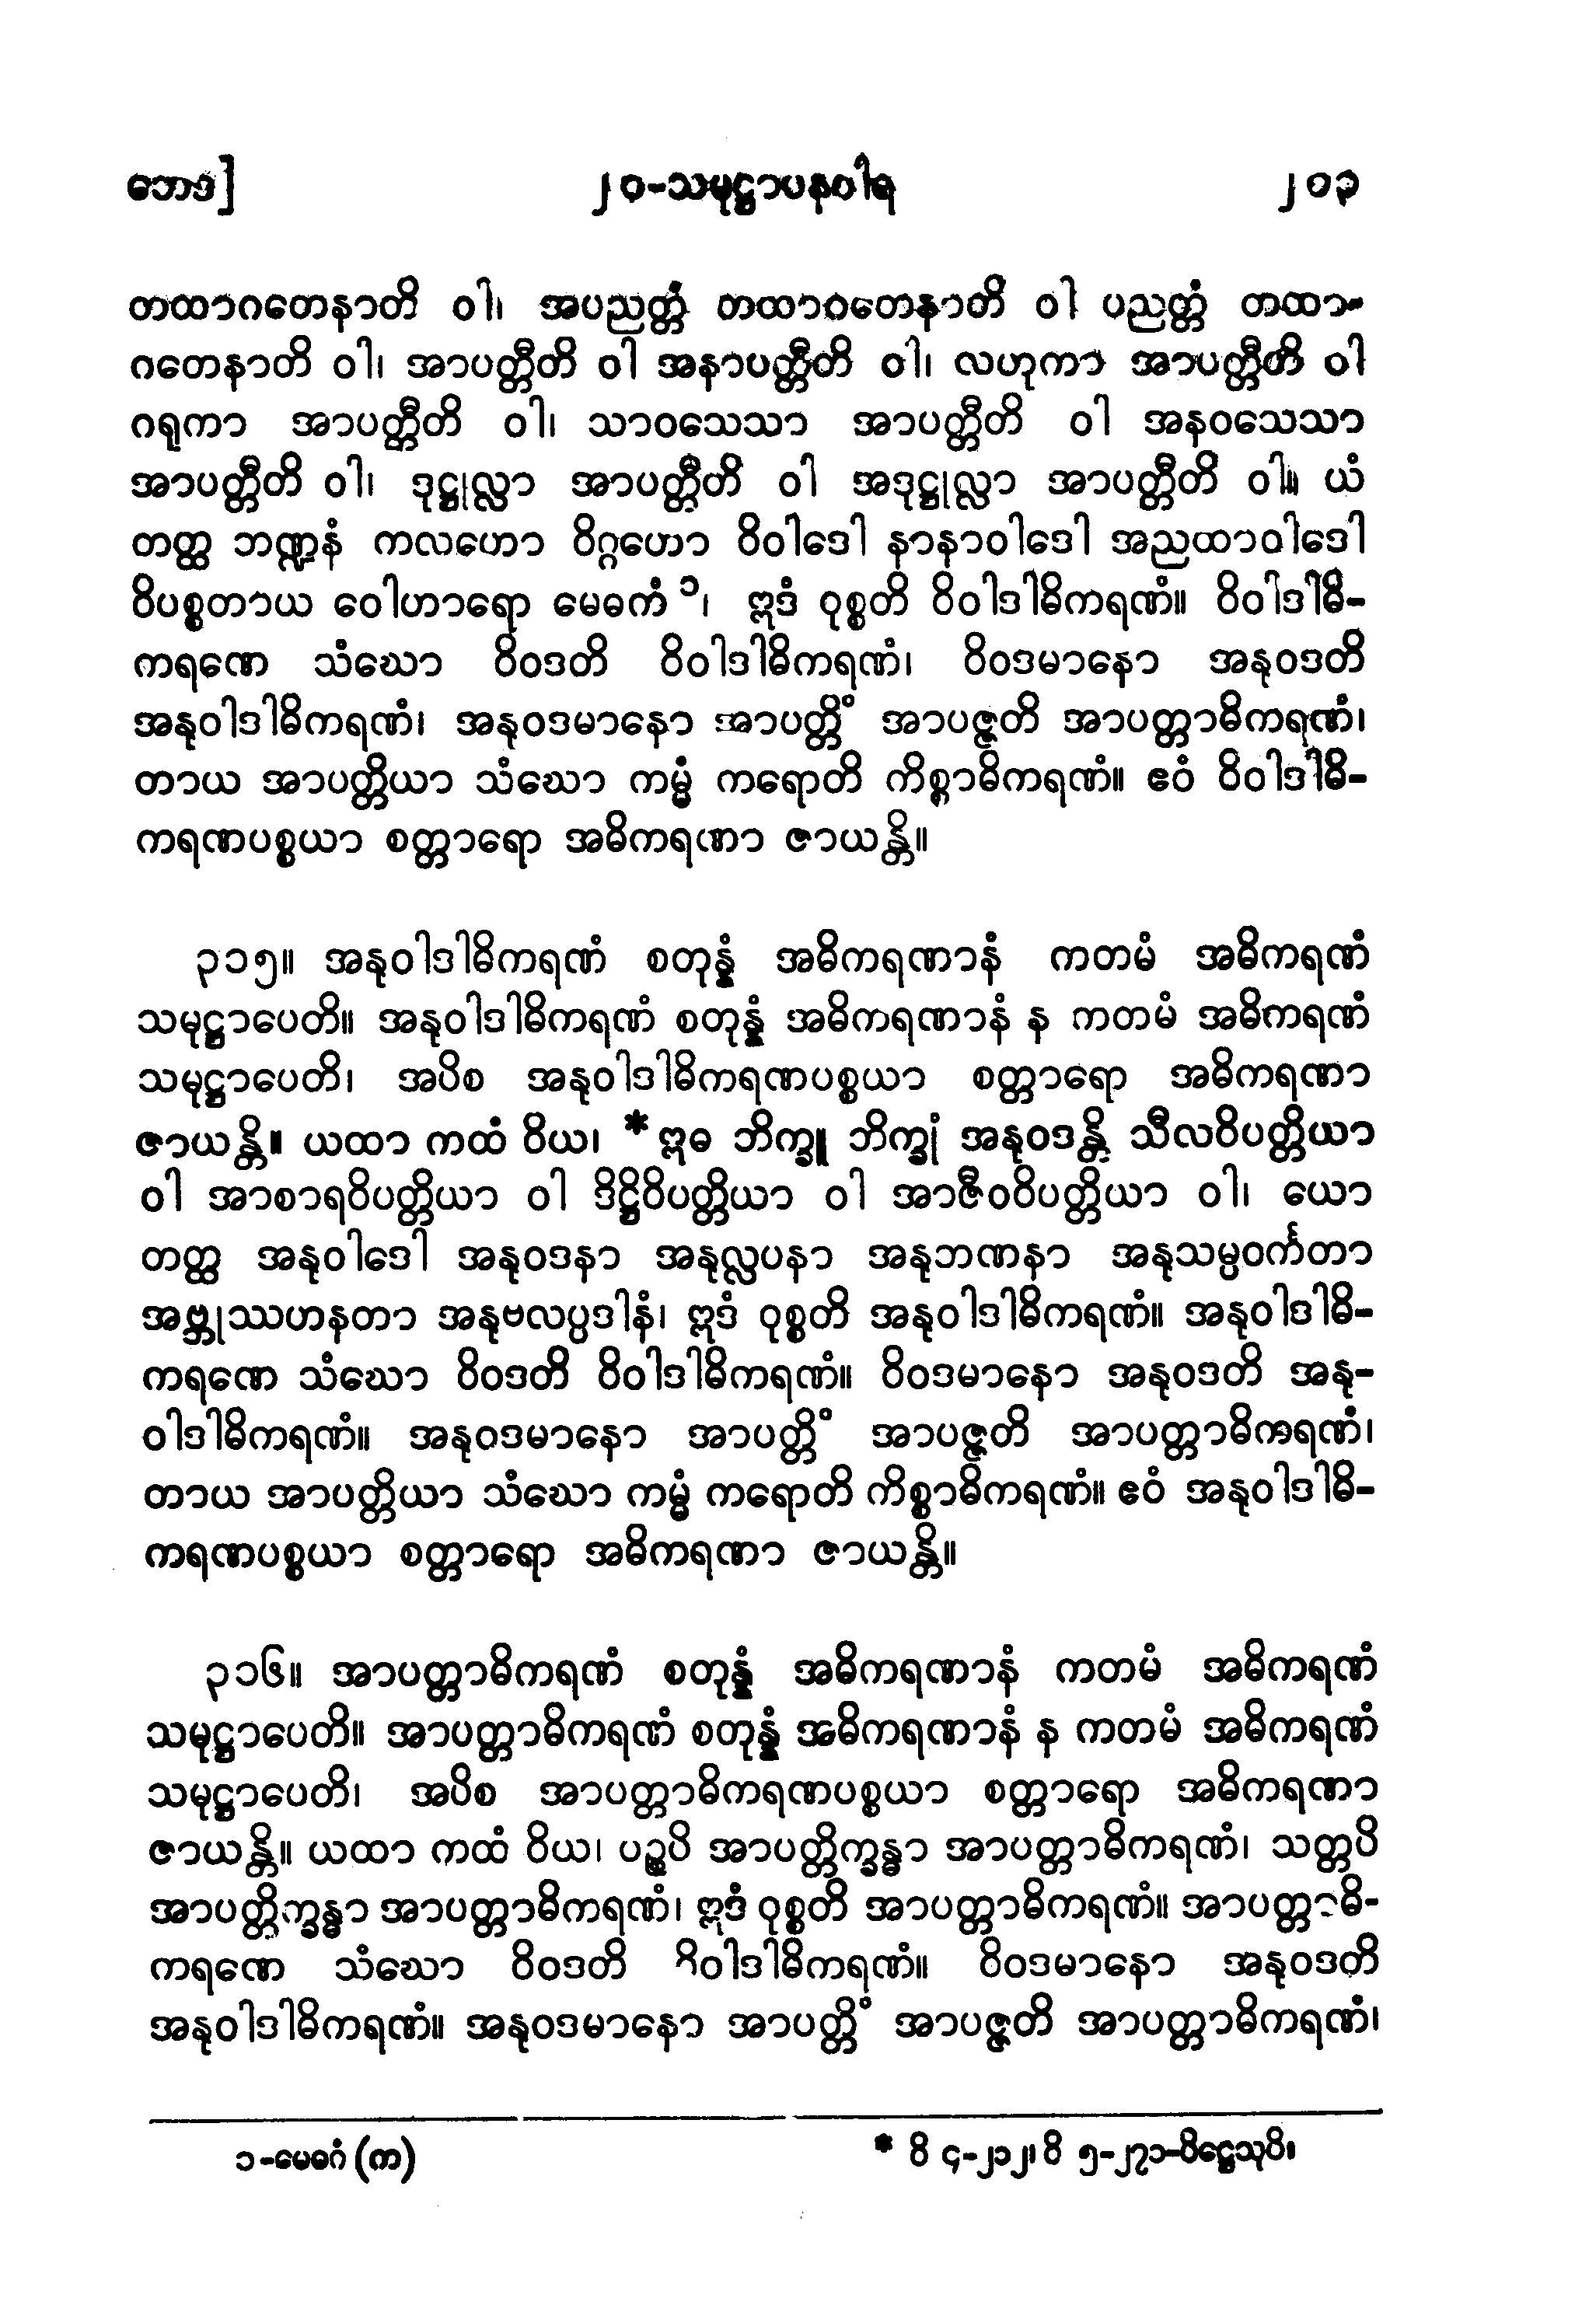 ဘေဒ] ၂၀-သမုဋ္ဌာပနဝါရ ၂၀၃
တထာဂတေနာတိ ဝါ၊ အပညတ္တံ တထာဂတေနာတိ ဝါ ပညတ္တံ တထာ-
ဂတေနာတိ ဝါ၊ အာပတ္တီတိ ဝါ အနာပတ္တီတိ ဝါ၊ လဟုကာ အာပတ္တီတိ ဝါ
ဂရုကာ အာပတ္တီတိ ဝါ၊ သာဝသေသာ အာပတ္တီတိ ဝါ အနဝသေသာ
အာပတ္တီတိ ဝါ၊ ဒုဋ္ဌုလ္လာ အာပတ္တီတိ ဝါ အဒုဋ္ဌုလ္လာ အာပတ္တီတိ ဝါ။ ယံ
တတ္ထ ဘဏ္ဍနံ ကလဟော ဝိဂ္ဂဟော ဝိဝါဒေါ နာနာဝါဒေါ အညထာဝါဒေါ
ဝိပစ္စတာယ ဝေါဟာရော မေဓကံ ၁၊ ဣဒံ ဝုစ္စတိ ဝိဝါဒါဓိကရဏံ။ ဝိဝါဒါဓိ-
ကရဏေ သံဃော ဝိဝဒတိ ဝိဝါဒါဓိကရဏံ၊ ဝိဝဒမာနော အနုဝဒတိ
အနုဝါဒါဓိကရဏံ၊ အနုဝဒမာနော အာပတ္တိံ အာပဇ္ဇတိ အာပတ္တာဓိကရဏံ၊
တာယ အာပတ္တိယာ သံဃော ကမ္မံ ကရောတိ ကိစ္စာဓိကရဏံ။ ဧဝံ ဝိဝါဒါဓိ-
ကရဏပစ္စယာ စတ္တာရော အဓိကရဏာ ဇာယန္တိ။
၃၁၅။ အနုဝါဒါဓိကရဏံ စတုန္နံ အဓိကရဏာနံ ကတမံ အဓိကရဏံ
သမုဋ္ဌာပေတိ။ အနုဝါဒါဓိကရဏံ စတုန္နံ အဓိကရဏာနံ န ကတမံ အဓိကရဏံ
သမုဋ္ဌာပေတိ၊ အပိစ အနုဝါဒါဓိကရဏပစ္စယာ စတ္တာရော အဓိကရဏာ
ဇာယန္တိ။ ယထာ ကထံ ဝိယ၊ * ဣဓ ဘိက္ခူ ဘိက္ခုံ အနုဝဒန္တိ သီလဝိပတ္တိယာ
ဝါ အာစာရဝိပတ္တိယာ ဝါ ဒိဋ္ဌိဝိပတ္တိယာ ဝါ အာဇီဝဝိပတ္တိယာ ဝါ၊ ယော
တတ္ထ အနုဝါဒေါ အနုဝဒနာ အနုလ္လပနာ အနုဘဏနာ အနုသမ္ပဝင်္ကတာ
အဗ္ဘုဿဟနတာ အနုဗလပ္ပဒါနံ၊ ဣဒံ ဝုစ္စတိ အနုဝါဒါဓိကရဏံ။ အနုဝါဒါဓိ-
ကရဏေ သံဃော ဝိဝဒတိ ဝိဝါဒါဓိကရဏံ။ ဝိဝဒမာနော အနုဝဒတိ အနု-
ဝါဒါဓိကရဏံ။ အနုဝဒမာနော အာပတ္တိံ အာပဇ္ဇတိ အာပတ္တာဓိကရဏံ၊
တာယ အာပတ္တိယာ သံဃော ကမ္မံ ကရောတိ ကိစ္စာဓိကရဏံ။ ဧဝံ အနုဝါဒါဓိ-
ကရဏပစ္စယာ စတ္တာရော အဓိကရဏာ ဇာယန္တိ။
၃၁၆။ အာပတ္တာဓိကရဏံ စတုန္နံ အဓိကရဏာနံ ကတမံ အဓိကရဏံ
သမုဋ္ဌာပေတိ။ အာပတ္တာဓိကရဏံ စတုန္နံ အဓိကရဏာနံ န ကတမံ အဓိကရဏံ
သမုဋ္ဌာပေတိ၊ အပိစ အာပတ္တာဓိကရဏပစ္စယာ စတ္တာရော အဓိကရဏာ
ဇာယန္တိ။ ယထာ ကထံ ဝိယ၊ ပဉ္စပိ အာပတ္တိက္ခန္ဓာ အာပတ္တာဓိကရဏံ၊ သတ္တပိ
အာပတ္တိက္ခန္ဓာ အာပတ္တာဓိကရဏံ၊ ဣဒံ ဝုစ္စတိ အာပတ္တာဓိကရဏံ။ အာပတ္တာဓိ-
ကရဏေ သံဃော ဝိဝဒတိ ဝိဝါဒါဓိကရဏံ။ ဝိဝဒမာနော အနုဝဒတိ
အနုဝါဒါဓိကရဏံ။ အနုဝဒမာနော အာပတ္တိံ အာပဇ္ဇတိ အာပတ္တာဓိကရဏံ၊
၁-မေဓဂံ (က) * ဝိ ၄-၂၁၂၊ ဝိ ၅-၂၇၁-ပိဋ္ဌေသုပိ။